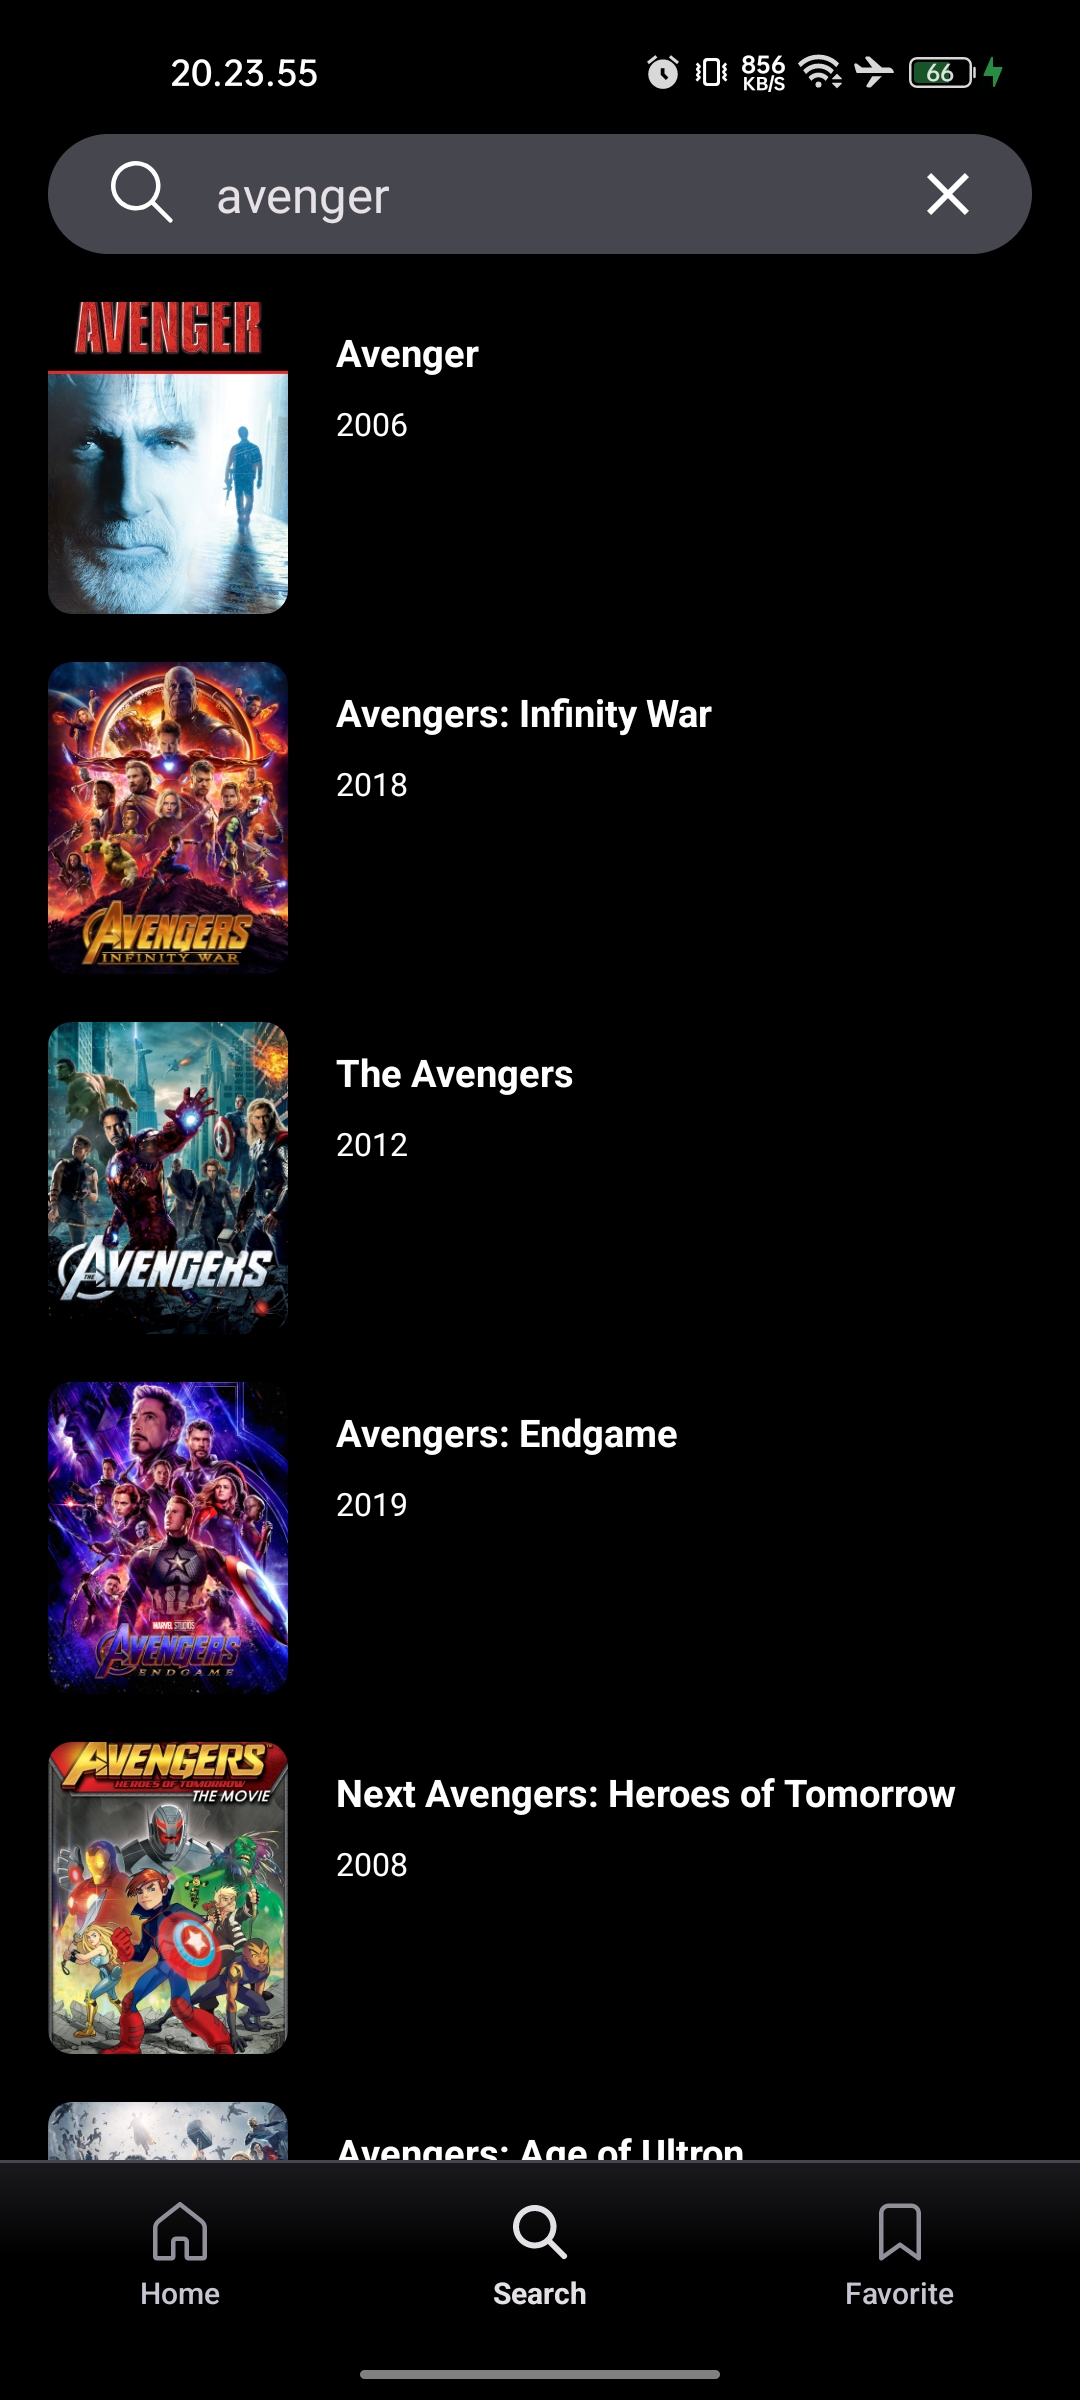 20.23.55
856
KB/S
66
avenger
AVENGER
Avenger
2006
Avengers: Infinity War
2018
AVENGERS
INFINITY WAR
The Avengers
2012
THE AVENGERS
Avengers: Endgame
2019
MARVEL STUDIOS
AVENGERS
ENDGAME
AVENGERS
HEROES OF TOMORROW
THE MOVIE
Next Avengers: Heroes of Tomorrow
2008
Avengers: Age of Ultron
Home
Search
Favorite